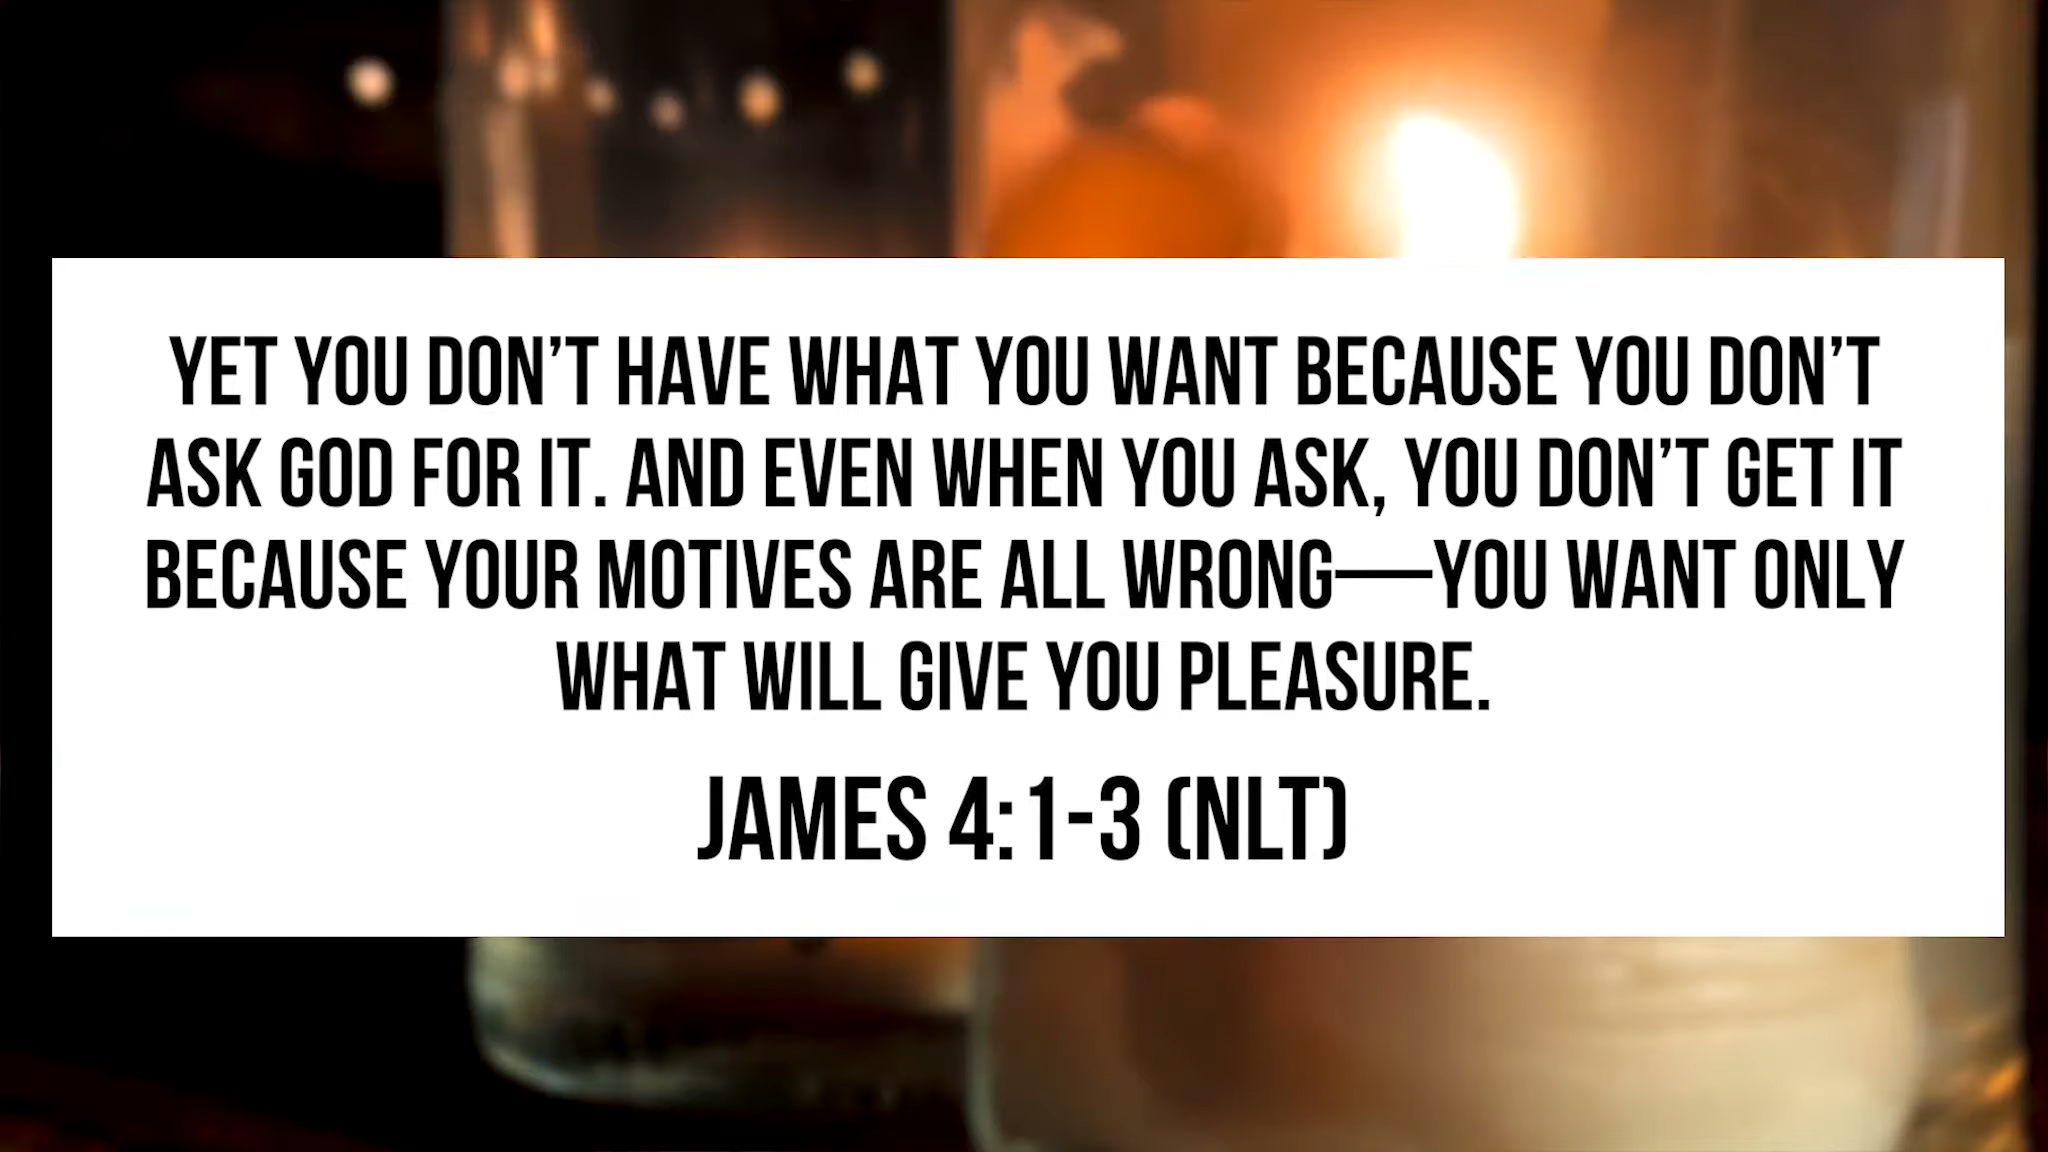 YET YOU DON’T HAVE WHAT YOU WANT BECAUSE YOU DON’T
ASK GOD FOR IT. AND EVEN WHEN YOU ASK, YOU DON’T GET IT
BECAUSE YOUR MOTIVES ARE ALL WRONG—YOU WANT ONLY
WHAT WILL GIVE YOU PLEASURE.
JAMES 4:1-3 (NLT)